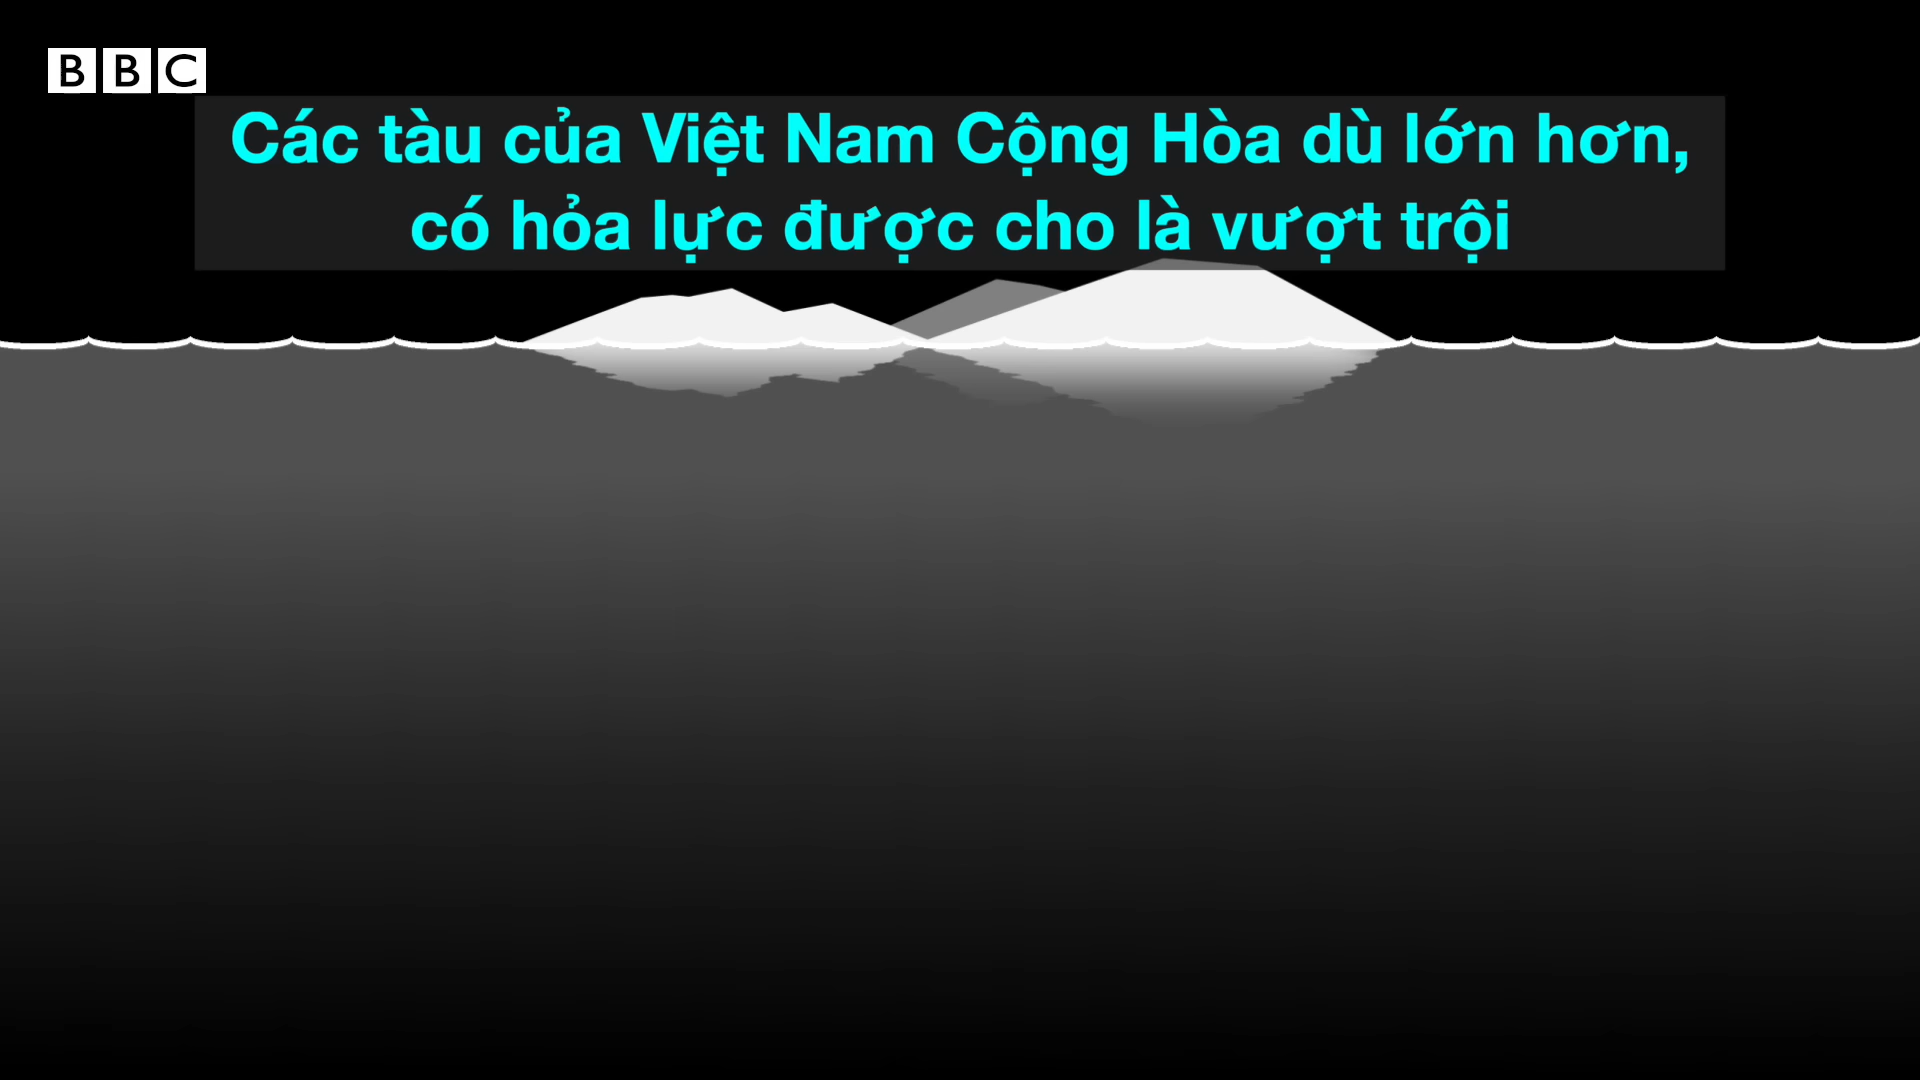 BBC
Các tàu của Việt Nam Cộng Hòa dù lớn hơn,
có hỏa lực được cho là vượt trội